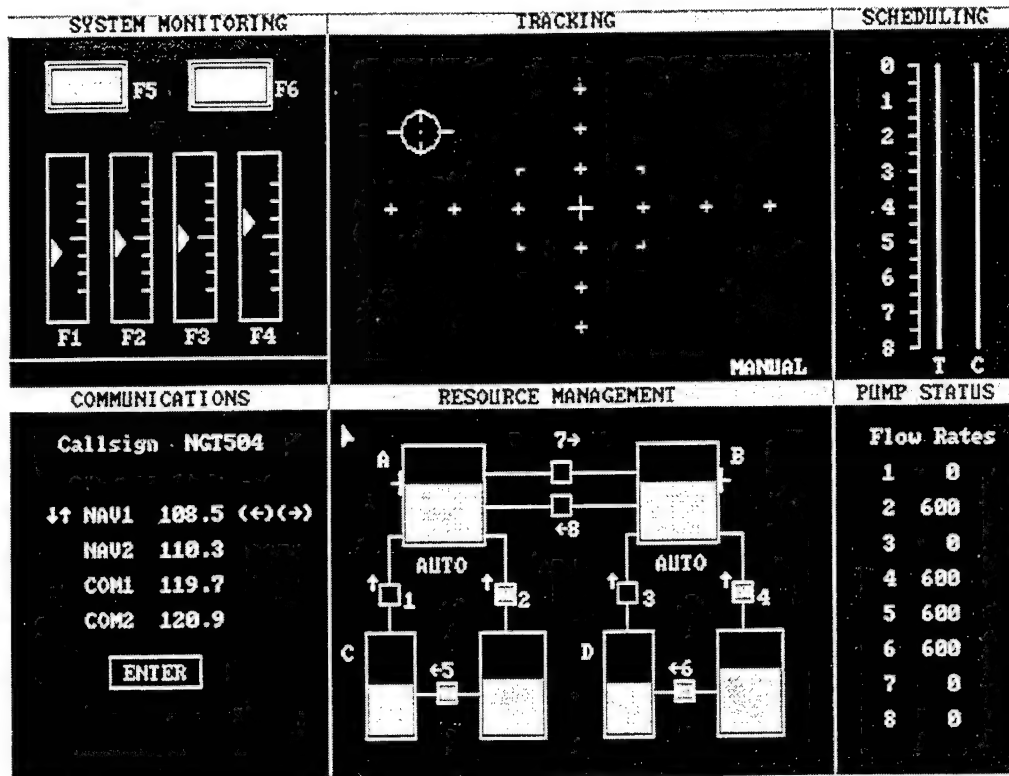 SYSTEM MONITORING
F5
F6
F1 F2 F3 F4
TRACKING
MANUAL
SCHEDULING
0
1
2
3
4
5
6
7
8
T C
COMMUNICATIONS
Callsign NGT504
↓↑ NAV1 108.5 (←)(→)
NAV2 110.3
COM1 119.7
COM2 120.9
ENTER
RESOURCE MANAGEMENT
7→
A
B
←8
AUTO
AUTO
↑ 1
↑ 2
↑ 3
↑ 4
C
←5
D
←6
PUMP STATUS
Flow Rates
1 0
2 600
3 0
4 600
5 600
6 600
7 0
8 0